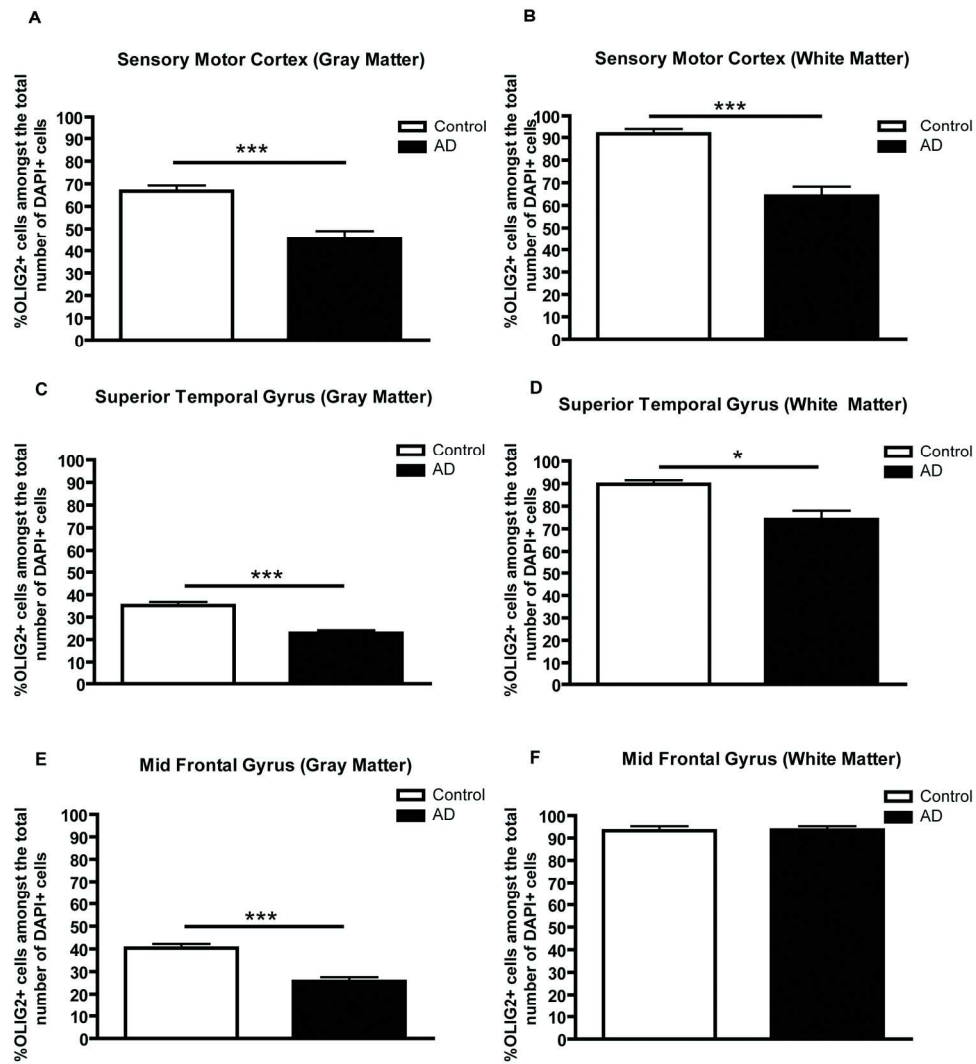 A
Sensory Motor Cortex (Gray Matter)
%OLIG2+ cells amongst the total
number of DAPI+ cells
100
90
80
70
60
50
40
30
20
10
0
***
Control
AD
B
Sensory Motor Cortex (White Matter)
%OLIG2+ cells amongst the total
number of DAPI+ cells
100
90
80
70
60
50
40
30
20
10
0
***
Control
AD
C
Superior Temporal Gyrus (Gray Matter)
%OLIG2+ cells amongst the total
number of DAPI+ cells
100
90
80
70
60
50
40
30
20
10
0
***
Control
AD
D
Superior Temporal Gyrus (White Matter)
%OLIG2+ cells amongst the total
number of DAPI+ cells
100
90
80
70
60
50
40
30
20
10
0
*
Control
AD
E
Mid Frontal Gyrus (Gray Matter)
%OLIG2+ cells amongst the total
number of DAPI+ cells
100
90
80
70
60
50
40
30
20
10
0
***
Control
AD
F
Mid Frontal Gyrus (White Matter)
%OLIG2+ cells amongst the total
number of DAPI+ cells
100
90
80
70
60
50
40
30
20
10
0
Control
AD